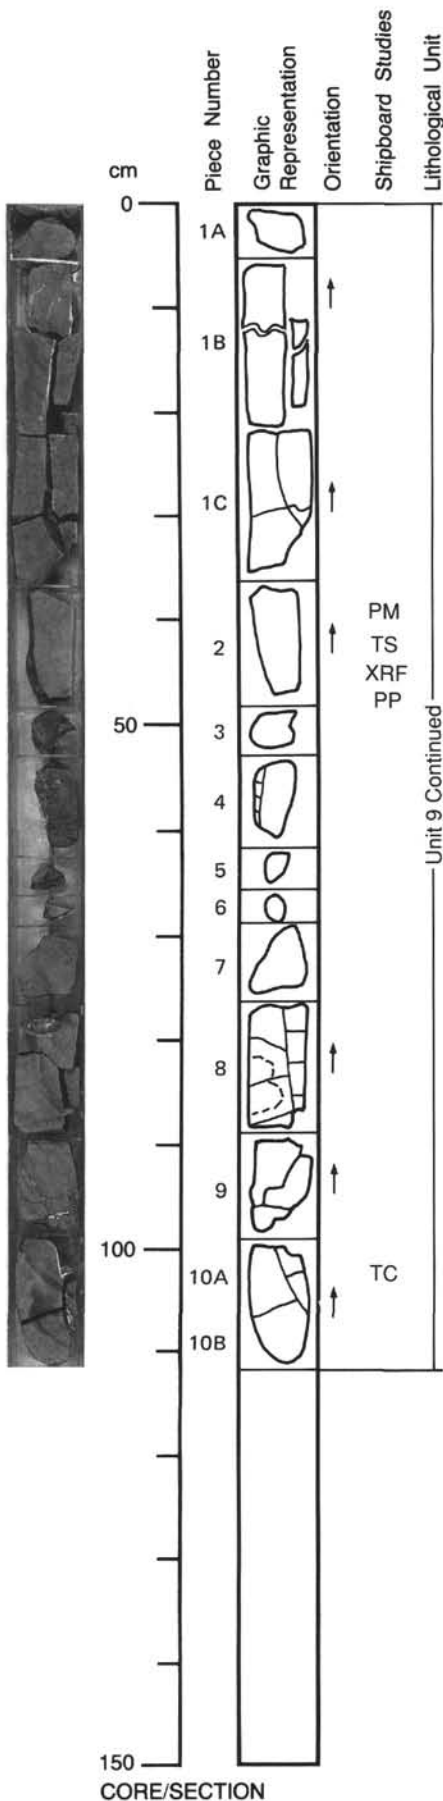 cm
Piece Number
Graphic
Representation
Orientation
Shipboard Studies
Lithological Unit
0
1A
1B
1C
2
PM
TS
XRF
PP
50
3
4
5
6
7
8
9
100
10A
TC
10B
Unit 9 Continued
150
CORE/SECTION